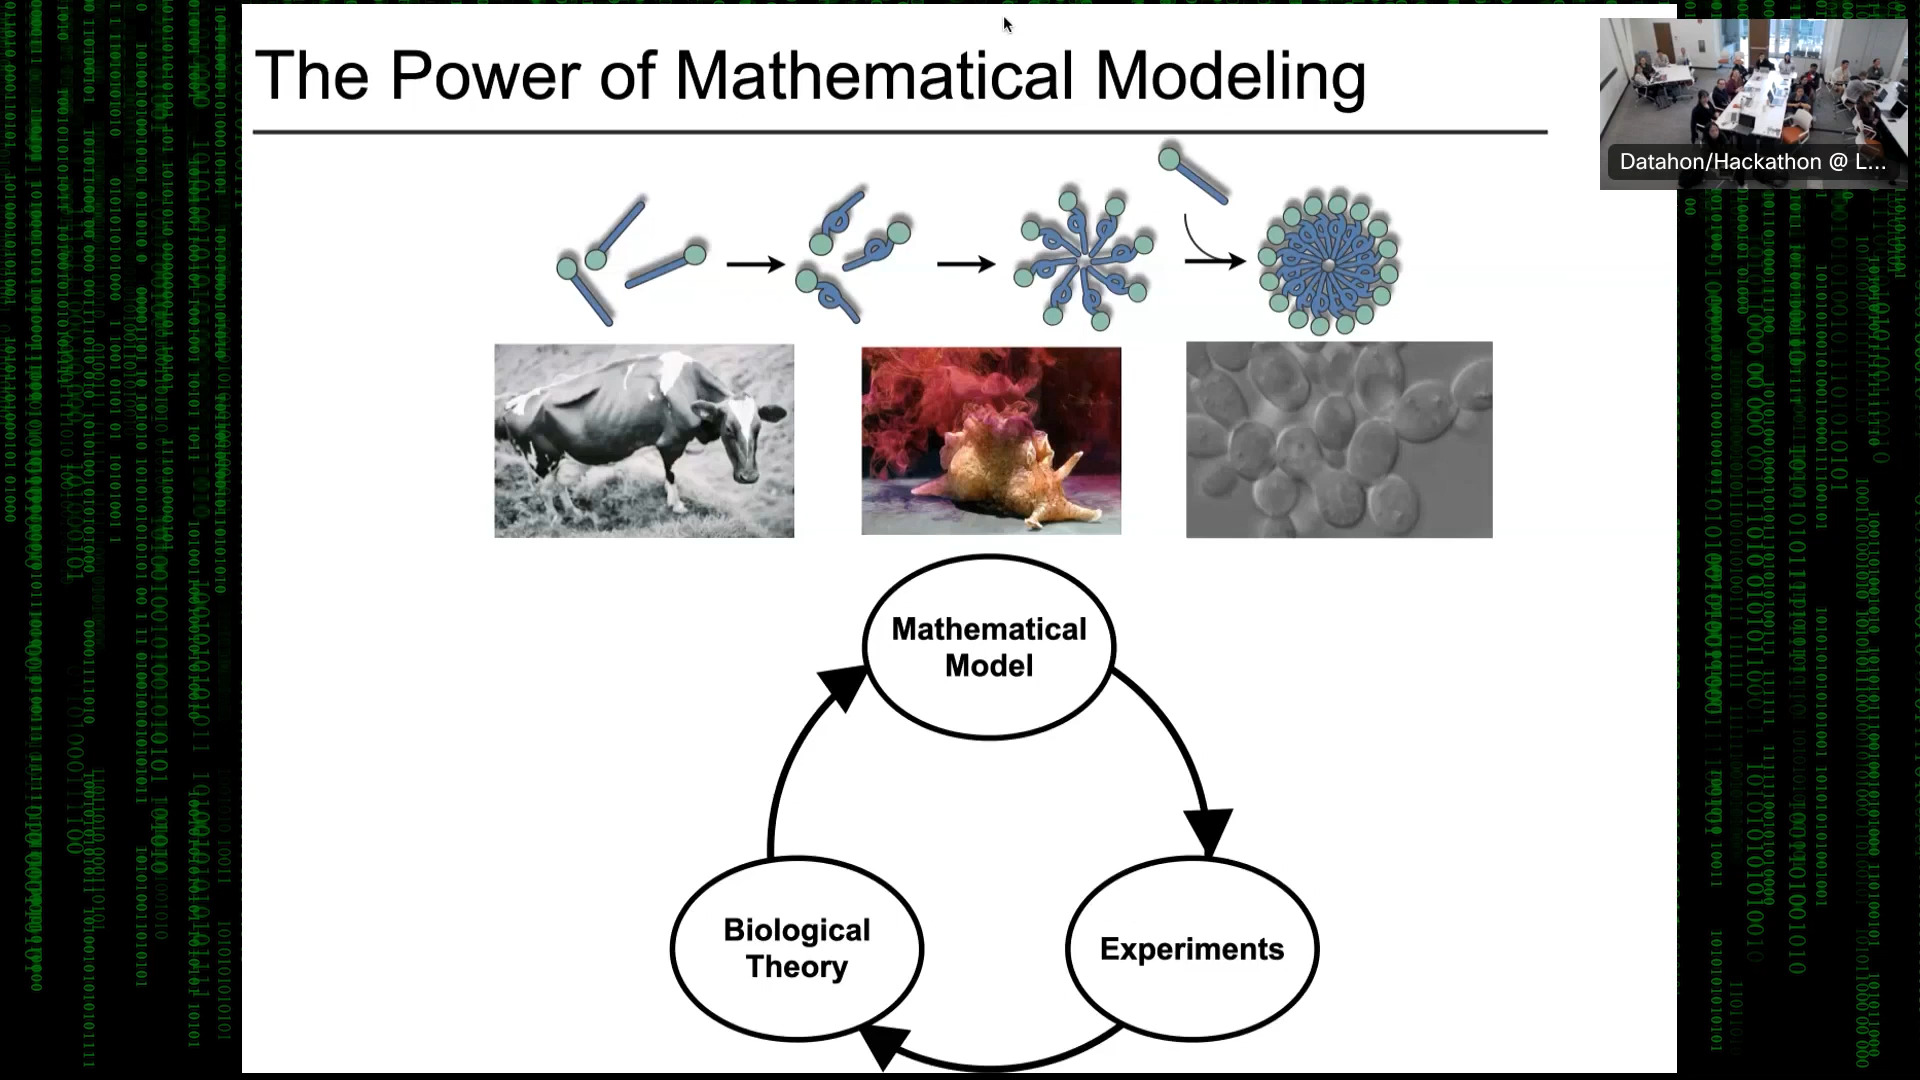 The Power of Mathematical Modeling
Datahon/Hackathon @ L...
Mathematical
Model
Biological
Theory
Experiments